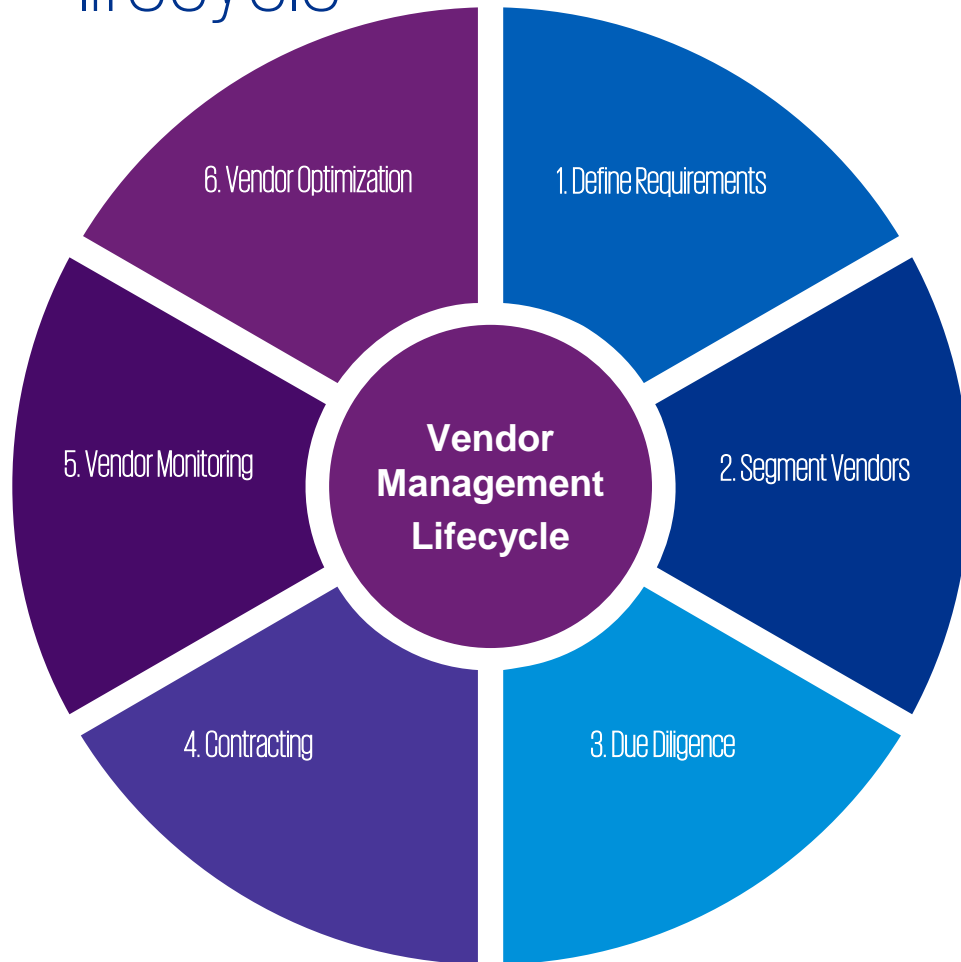 lifecycle
6. Vendor Optimization
1. Define Requirements
5. Vendor Monitoring
Vendor
Management
Lifecycle
2. Segment Vendors
4. Contracting
3. Due Diligence